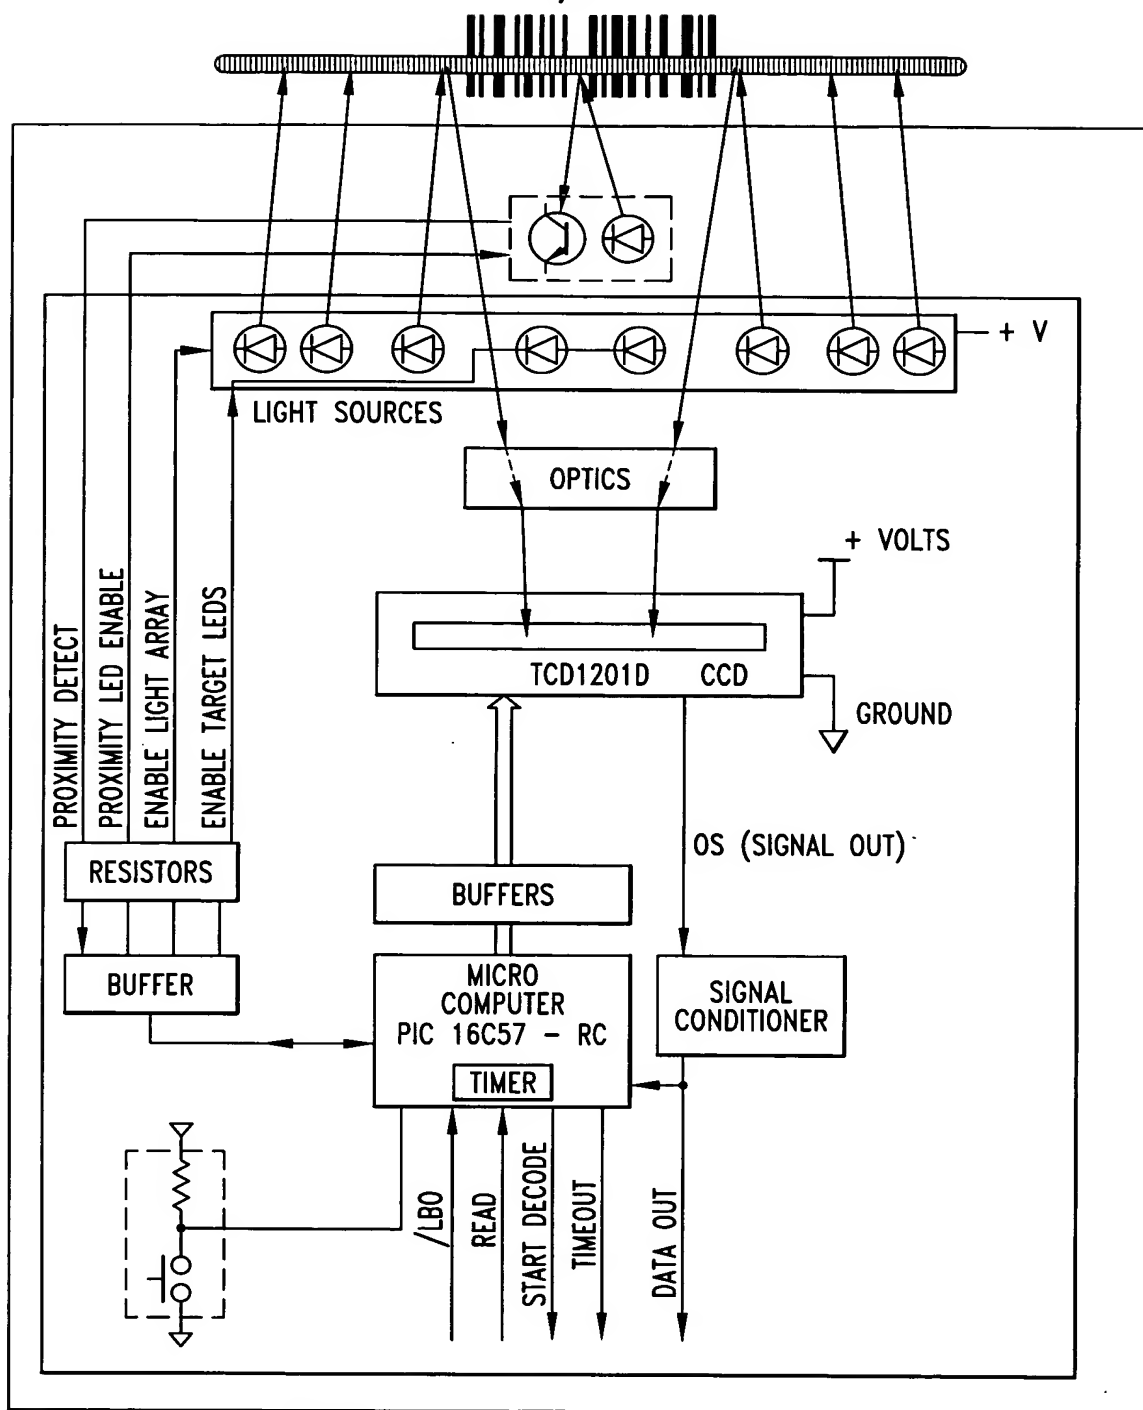 + V
LIGHT SOURCES
OPTICS
+ VOLTS
TCD1201D CCD
GROUND
PROXIMITY DETECT
PROXIMITY LED ENABLE
ENABLE LIGHT ARRAY
ENABLE TARGET LEDS
OS (SIGNAL OUT)
RESISTORS
BUFFERS
BUFFER
MICRO
COMPUTER
PIC 16C57 - RC
TIMER
SIGNAL
CONDITIONER
/LBO
READ
START DECODE
TIMEOUT
DATA OUT